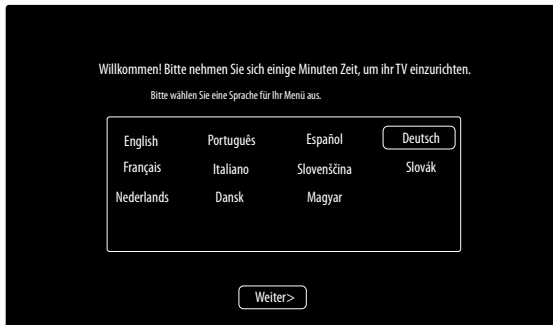 Willkommen! Bitte nehmen Sie sich einige Minuten Zeit, um ihr TV einzurichten.
Bitte wählen Sie eine Sprache für Ihr Menü aus.
English Português Español Deutsch
Français Italiano Slovenščina Slovák
Nederlands Dansk Magyar
Weiter>